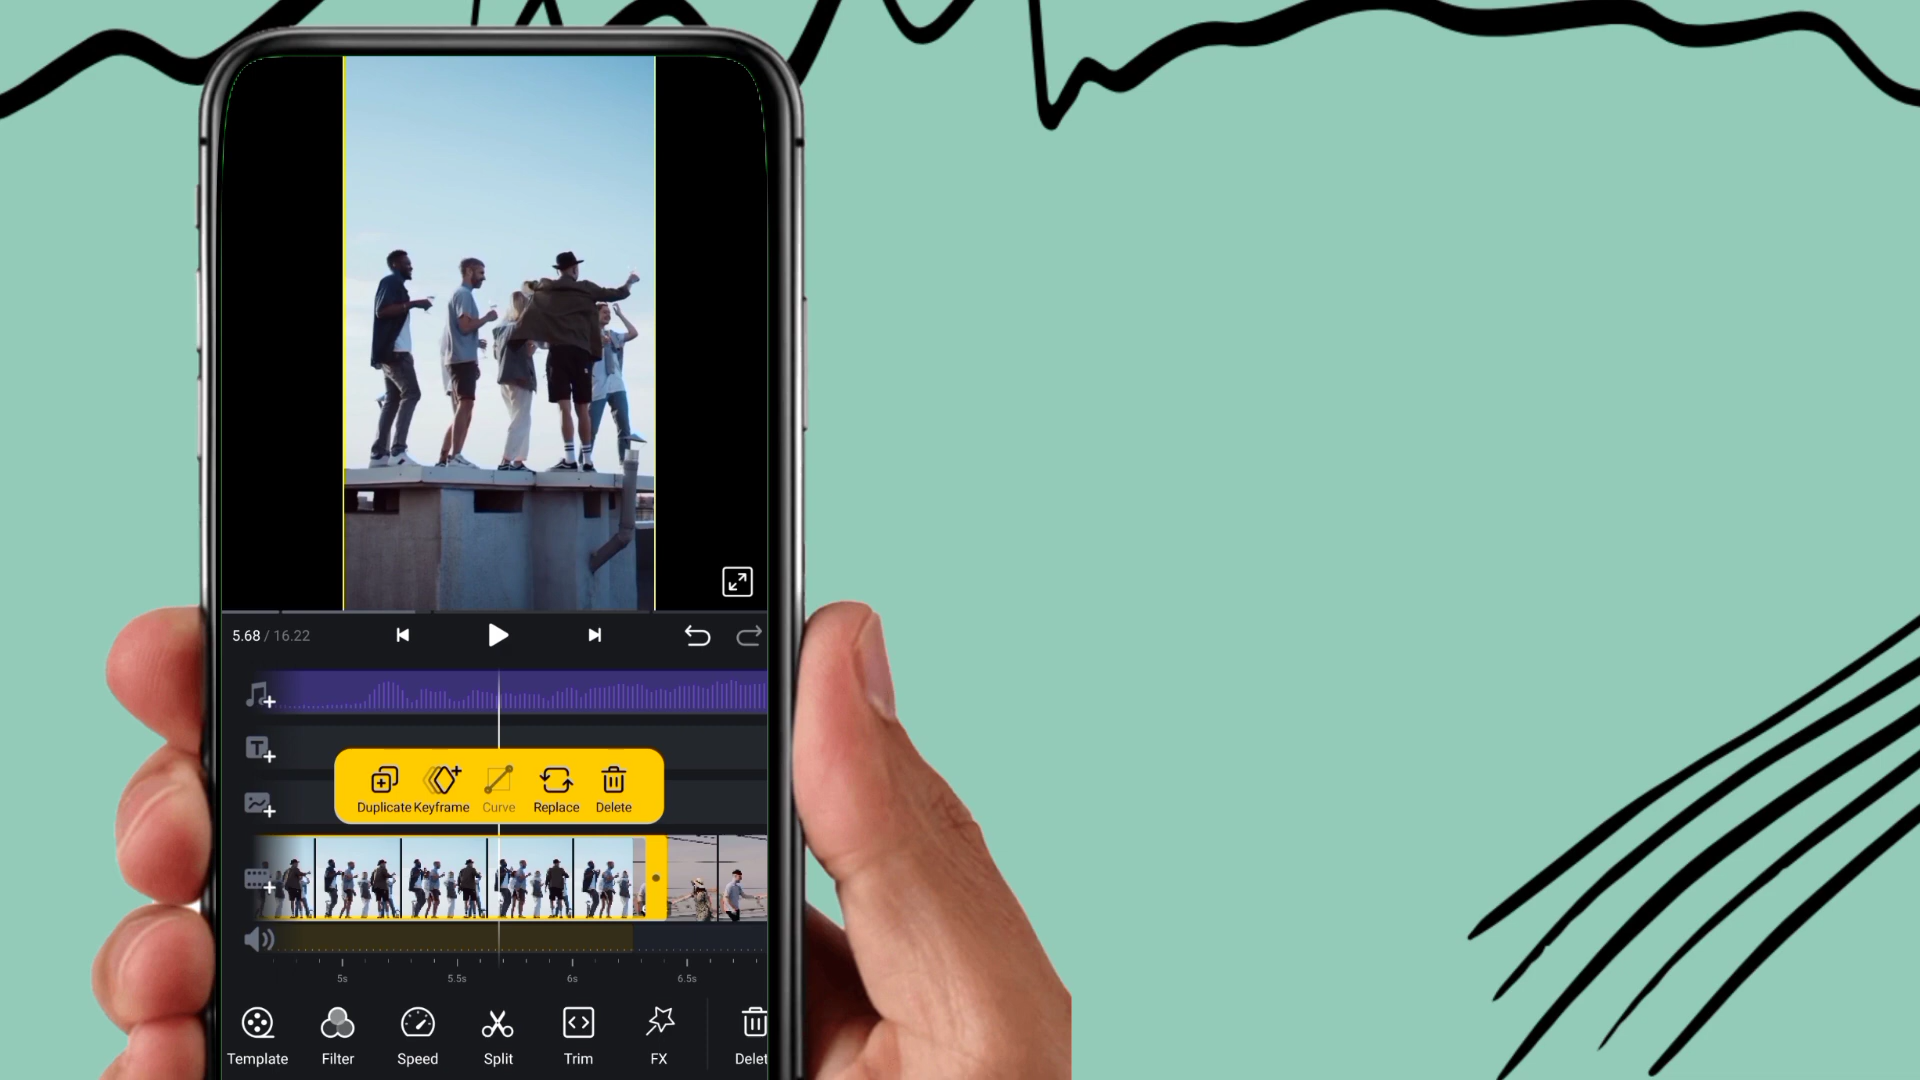 5.68 / 16.22
Duplicate Keyframe Curve Replace Delete
5s 5.5s 6s 6.5s
Template Filter Speed Split Trim FX Delet